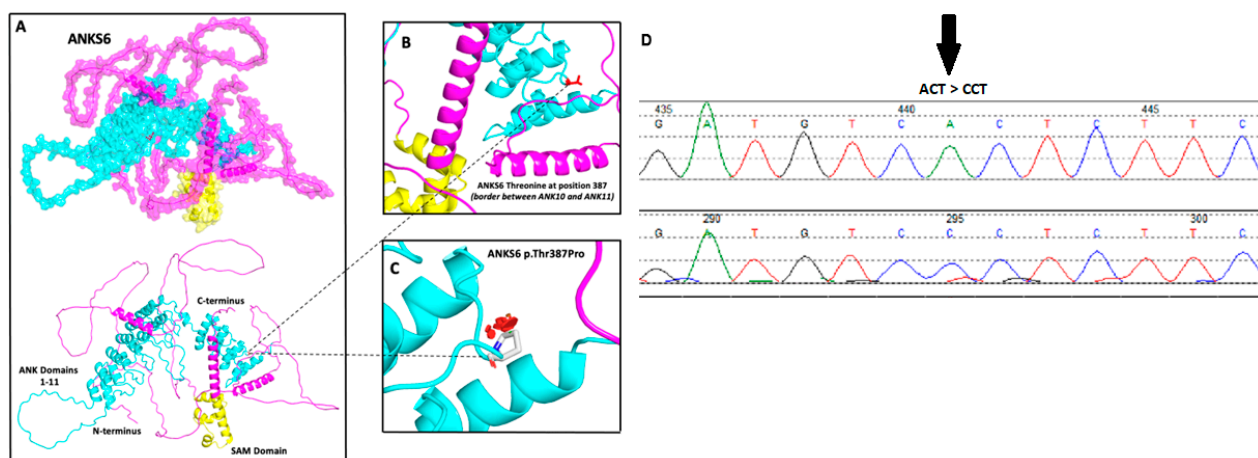 A
ANKS6
C-terminus
ANK Domains
1-11
N-terminus
SAM Domain
B
ANKS6 Threonine at position 387
(border between ANK10 and ANK11)
C
ANKS6 p.Thr387Pro
D
ACT > CCT
435 440 445
G A T G T C A C T C T T C
290 295 300
G A T G T C C C T C T T C